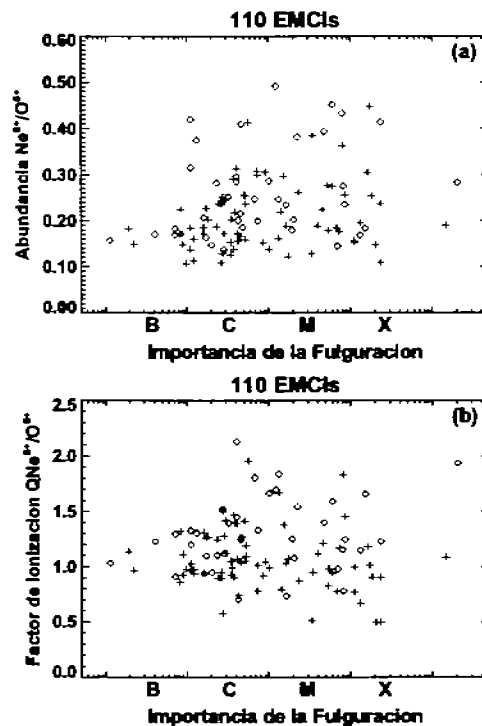 110 EMCIs
(a)
Abundancia Ne⁸⁺/O⁶⁺
0.60
0.50
0.40
0.30
0.20
0.10
0.00
B C M X
Importancia de la Fulguracion
110 EMCIs
(b)
Factor de Ionizacion QNe⁸⁺/O⁶⁺
2.5
2.0
1.5
1.0
0.5
0.0
B C M X
Importancia de la Fulguracion